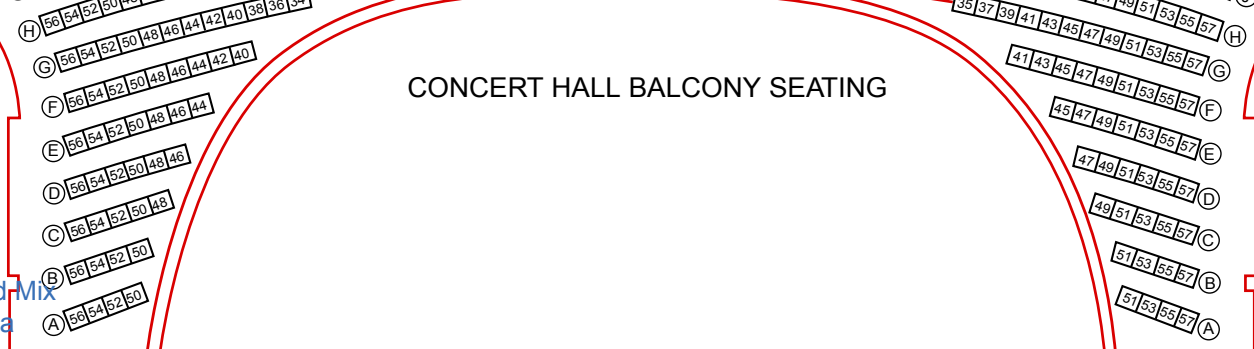 H 56 54 52 50
49 51 53 55 57 H
G 56 54 52 50 48 46 44 42 40 38 36 34
35 37 39 41 43 45 47 49 51 53 55 57 G
F 56 54 52 50 48 46 44 42 40
41 43 45 47 49 51 53 55 57 F
CONCERT HALL BALCONY SEATING
E 56 54 52 50 48 46 44
45 47 49 51 53 55 57 E
D 56 54 52 50 48 46
47 49 51 53 55 57 D
C 56 54 52 50 48
49 51 53 55 57 C
B 56 54 52 50
51 53 55 57 B
d Mix
A 56 54 52 50
51 53 55 57 A
a